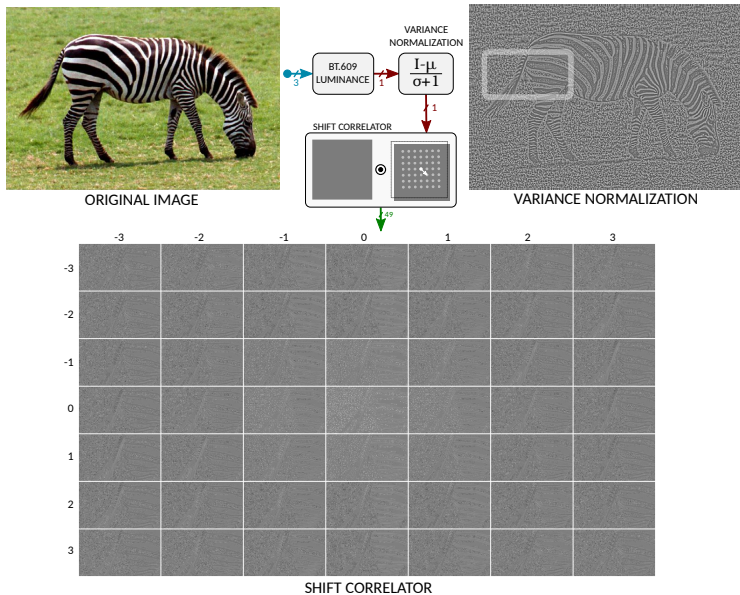 VARIANCE
NORMALIZATION
BT.609
LUMINANCE
I-μ
σ+1
3
1
1
SHIFT CORRELATOR
49
ORIGINAL IMAGE
VARIANCE NORMALIZATION
-3 -2 -1 0 1 2 3
-3
-2
-1
0
1
2
3
SHIFT CORRELATOR